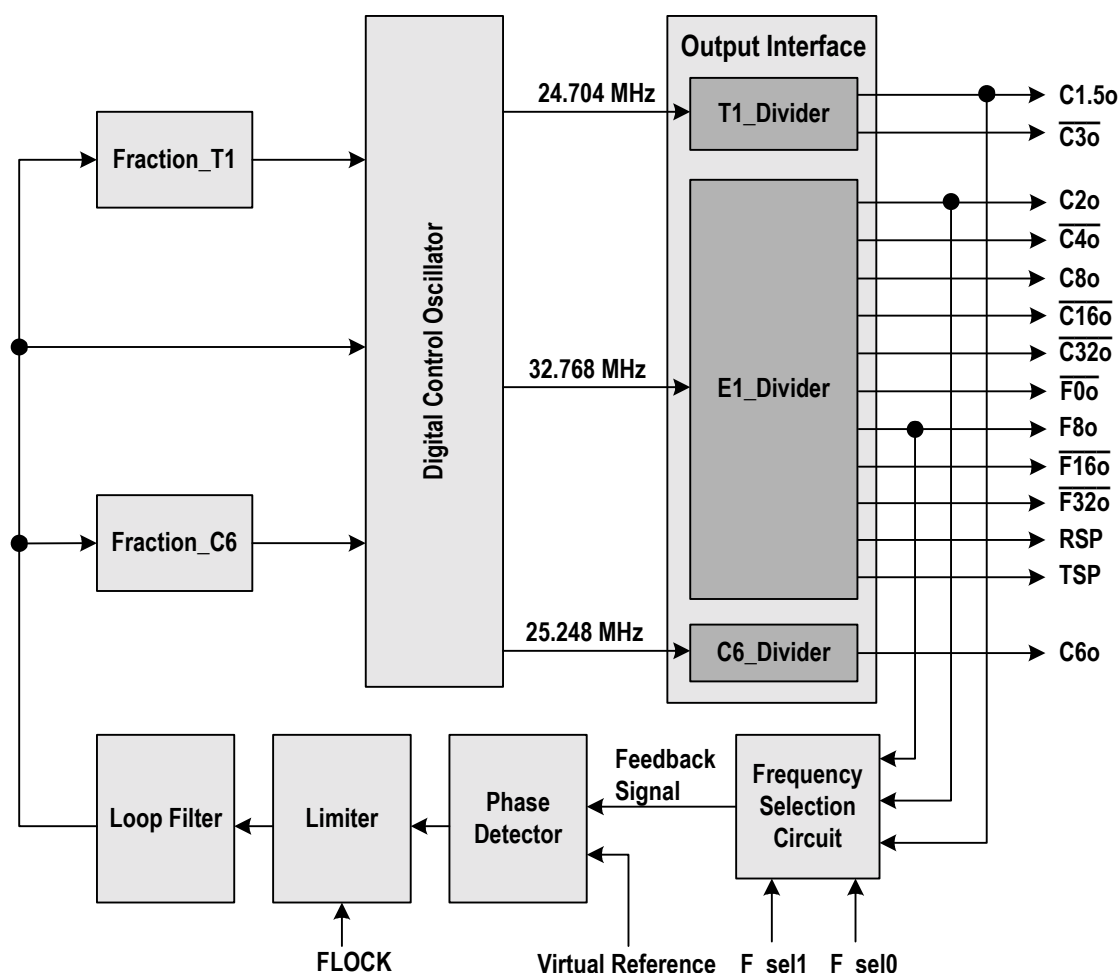 Output Interface
24.704 MHz
T1_Divider
C1.5o
C3o
Fraction_T1
C2o
C4o
C8o
C16o
C32o
Digital Control Oscillator
32.768 MHz
E1_Divider
F0o
F8o
F16o
F32o
RSP
TSP
Fraction_C6
25.248 MHz
C6_Divider
C6o
Loop Filter
Limiter
Phase
Detector
Feedback
Signal
Frequency
Selection
Circuit
FLOCK
Virtual Reference
F_sel1
F_sel0